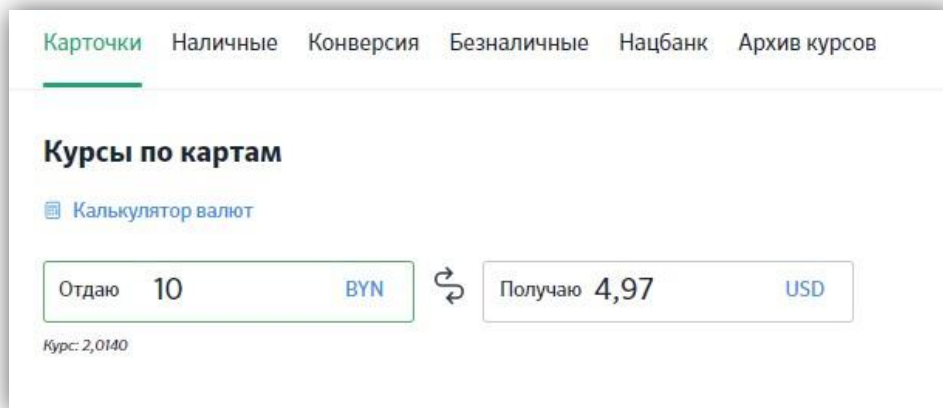 Карточки Наличные Конверсия Безналичные Нацбанк Архив курсов
Курсы по картам
Калькулятор валют
Отдаю 10 BYN Получаю 4,97 USD
Курс: 2,0140